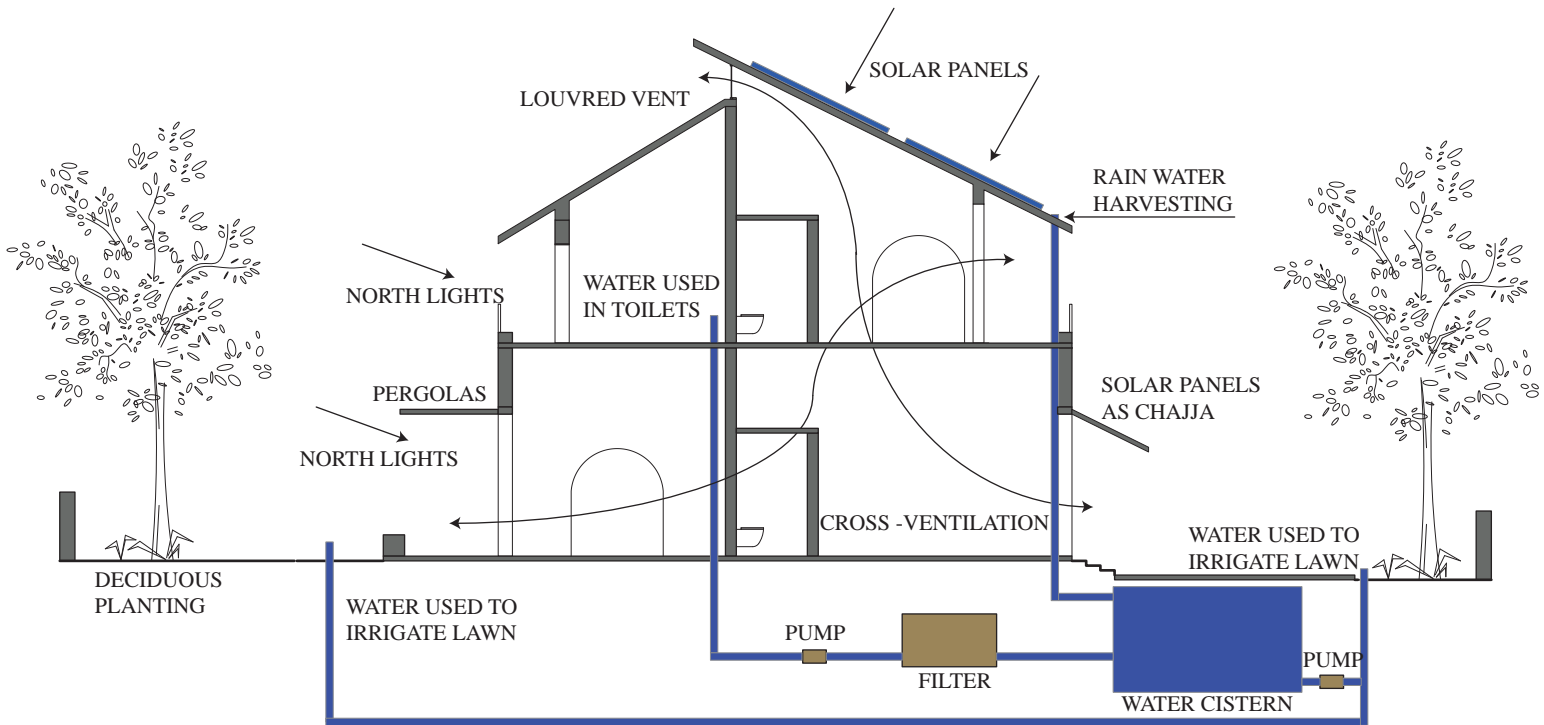 SOLAR PANELS
LOUVRED VENT
RAIN WATER
HARVESTING
WATER USED
IN TOILETS
NORTH LIGHTS
PERGOLAS
SOLAR PANELS
AS CHAJJA
NORTH LIGHTS
CROSS -VENTILATION
WATER USED TO
IRRIGATE LAWN
DECIDUOUS
PLANTING
WATER USED TO
IRRIGATE LAWN
PUMP
FILTER
PUMP
WATER CISTERN